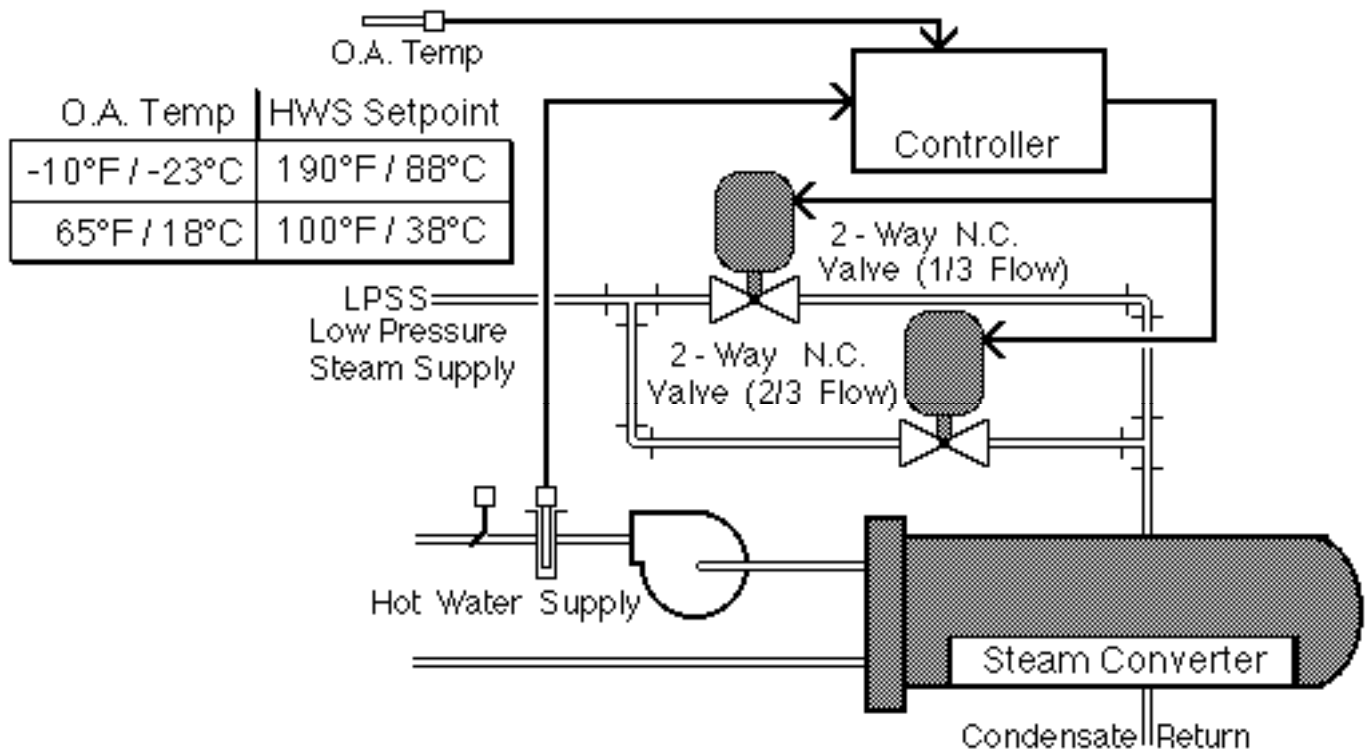 O.A. Temp
Controller
O.A. Temp HWS Setpoint
-10°F / -23°C 190°F / 88°C
65°F / 18°C 100°F / 38°C
2 - Way N.C.
Valve (1/3 Flow)
LPSS
Low Pressure
Steam Supply
2 - Way N.C.
Valve (2/3 Flow)
Hot Water Supply
Steam Converter
Condensate Return